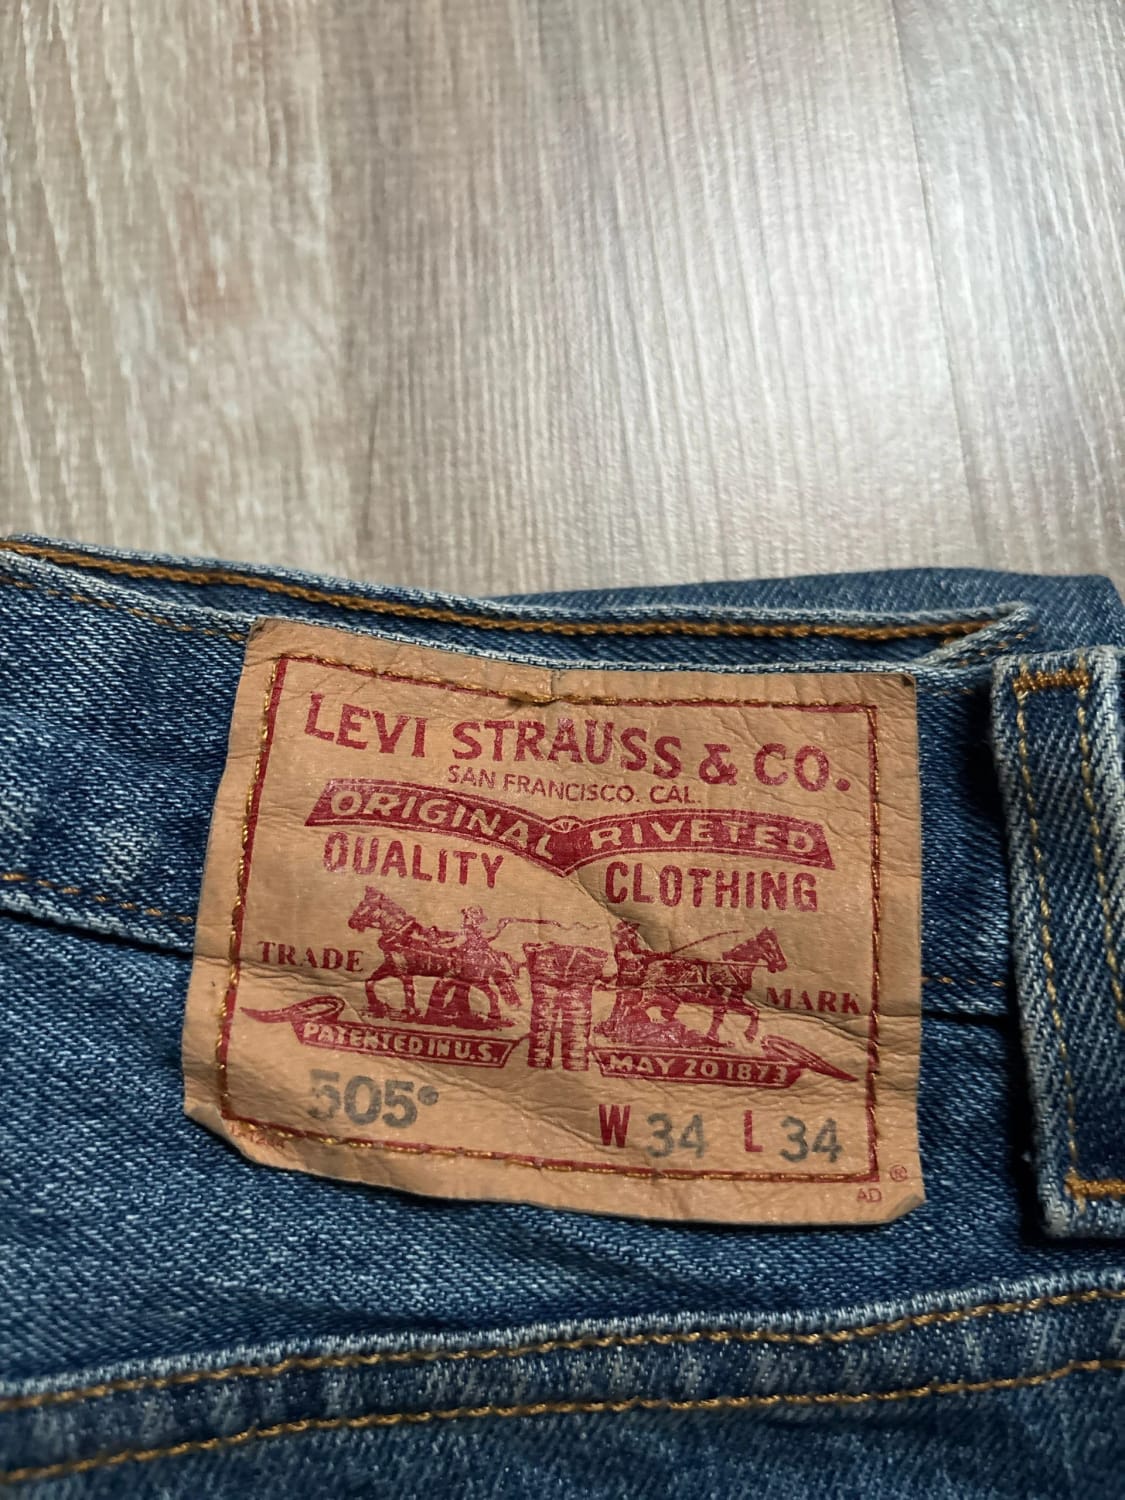 LEVI STRAUSS & CO.
SAN FRANCISCO. CAL.
ORIGINAL RIVETED
QUALITY CLOTHING
TRADE MARK
PATENTED IN U.S. MAY 20 1873
505® W 34 L 34
AD ®